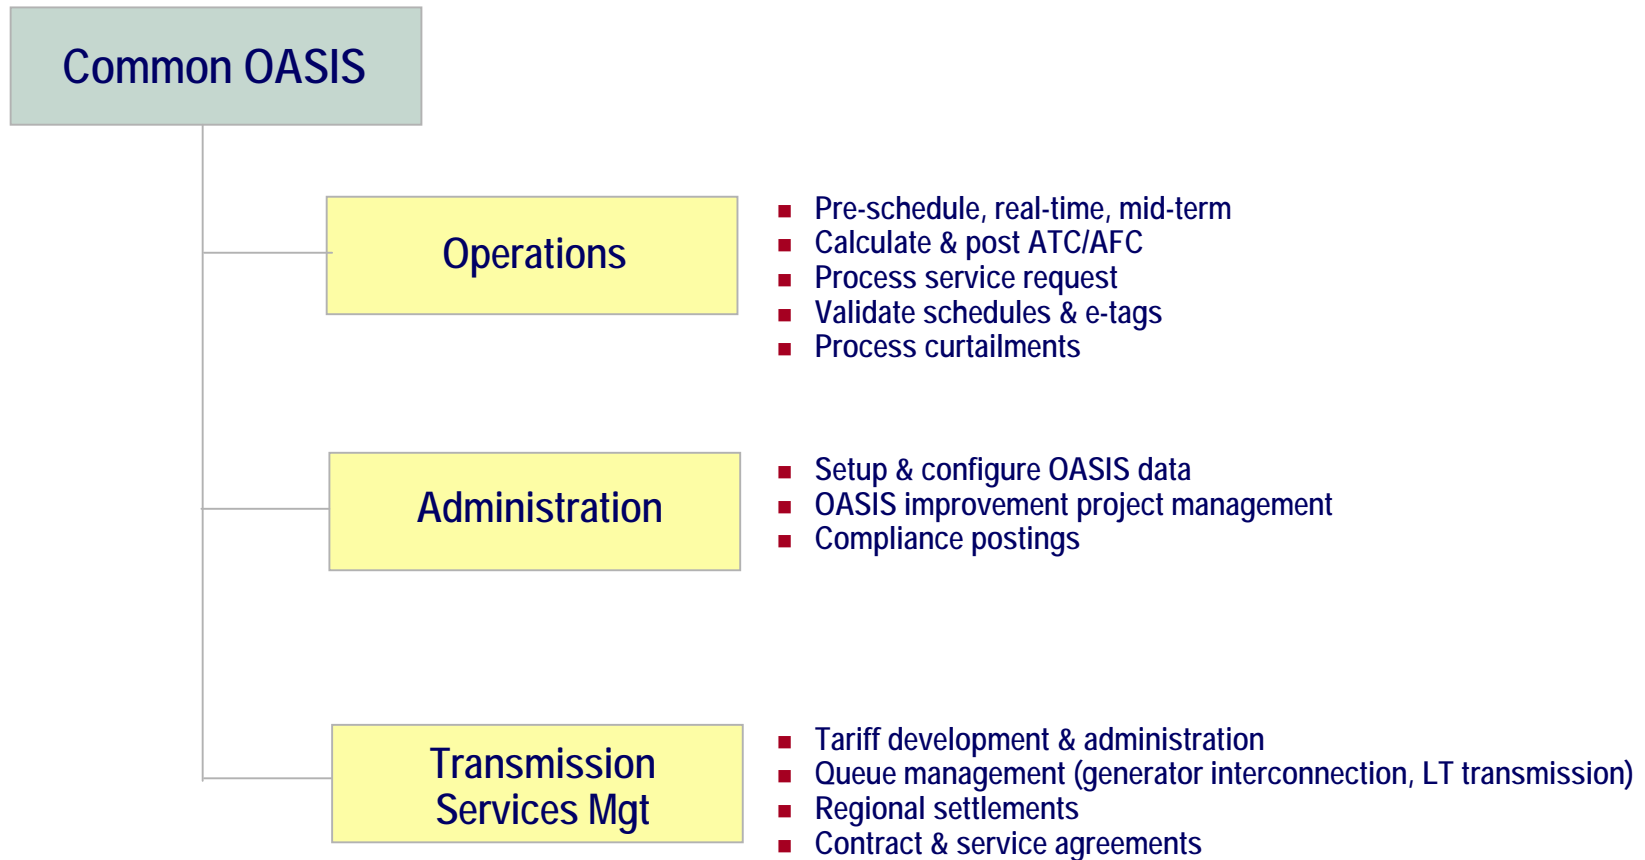 Common OASIS
Operations
Pre-schedule, real-time, mid-term
Calculate & post ATC/AFC
Process service request
Validate schedules & e-tags
Process curtailments
Administration
Setup & configure OASIS data
OASIS improvement project management
Compliance postings
Transmission
Services Mgt
Tariff development & administration
Queue management (generator interconnection, LT transmission)
Regional settlements
Contract & service agreements